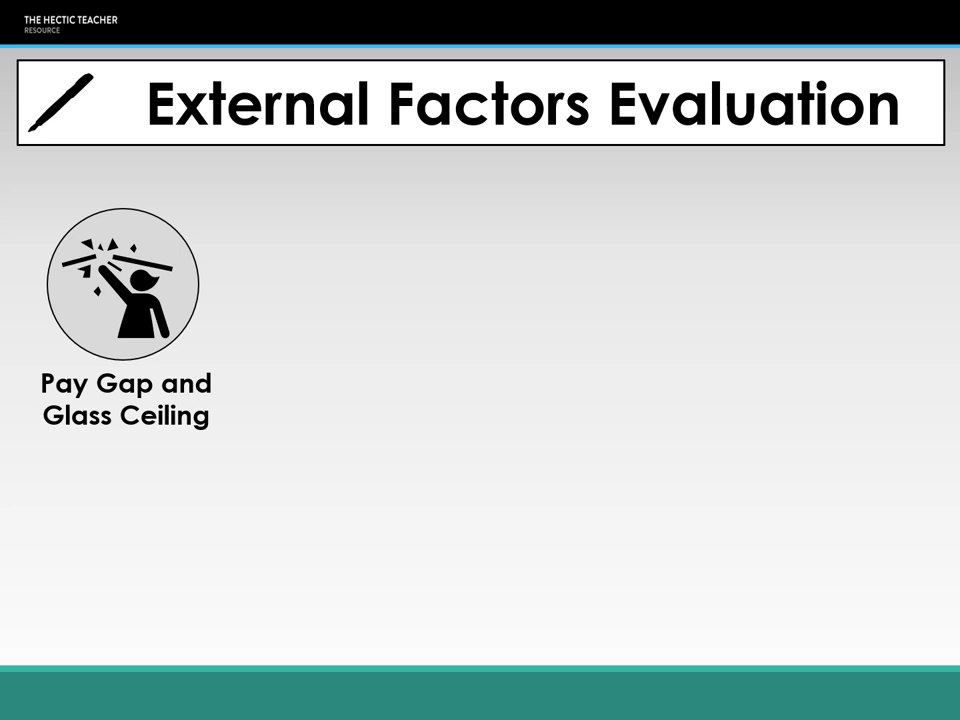 THE HECTIC TEACHER
RESOURCE
External Factors Evaluation
Pay Gap and
Glass Ceiling